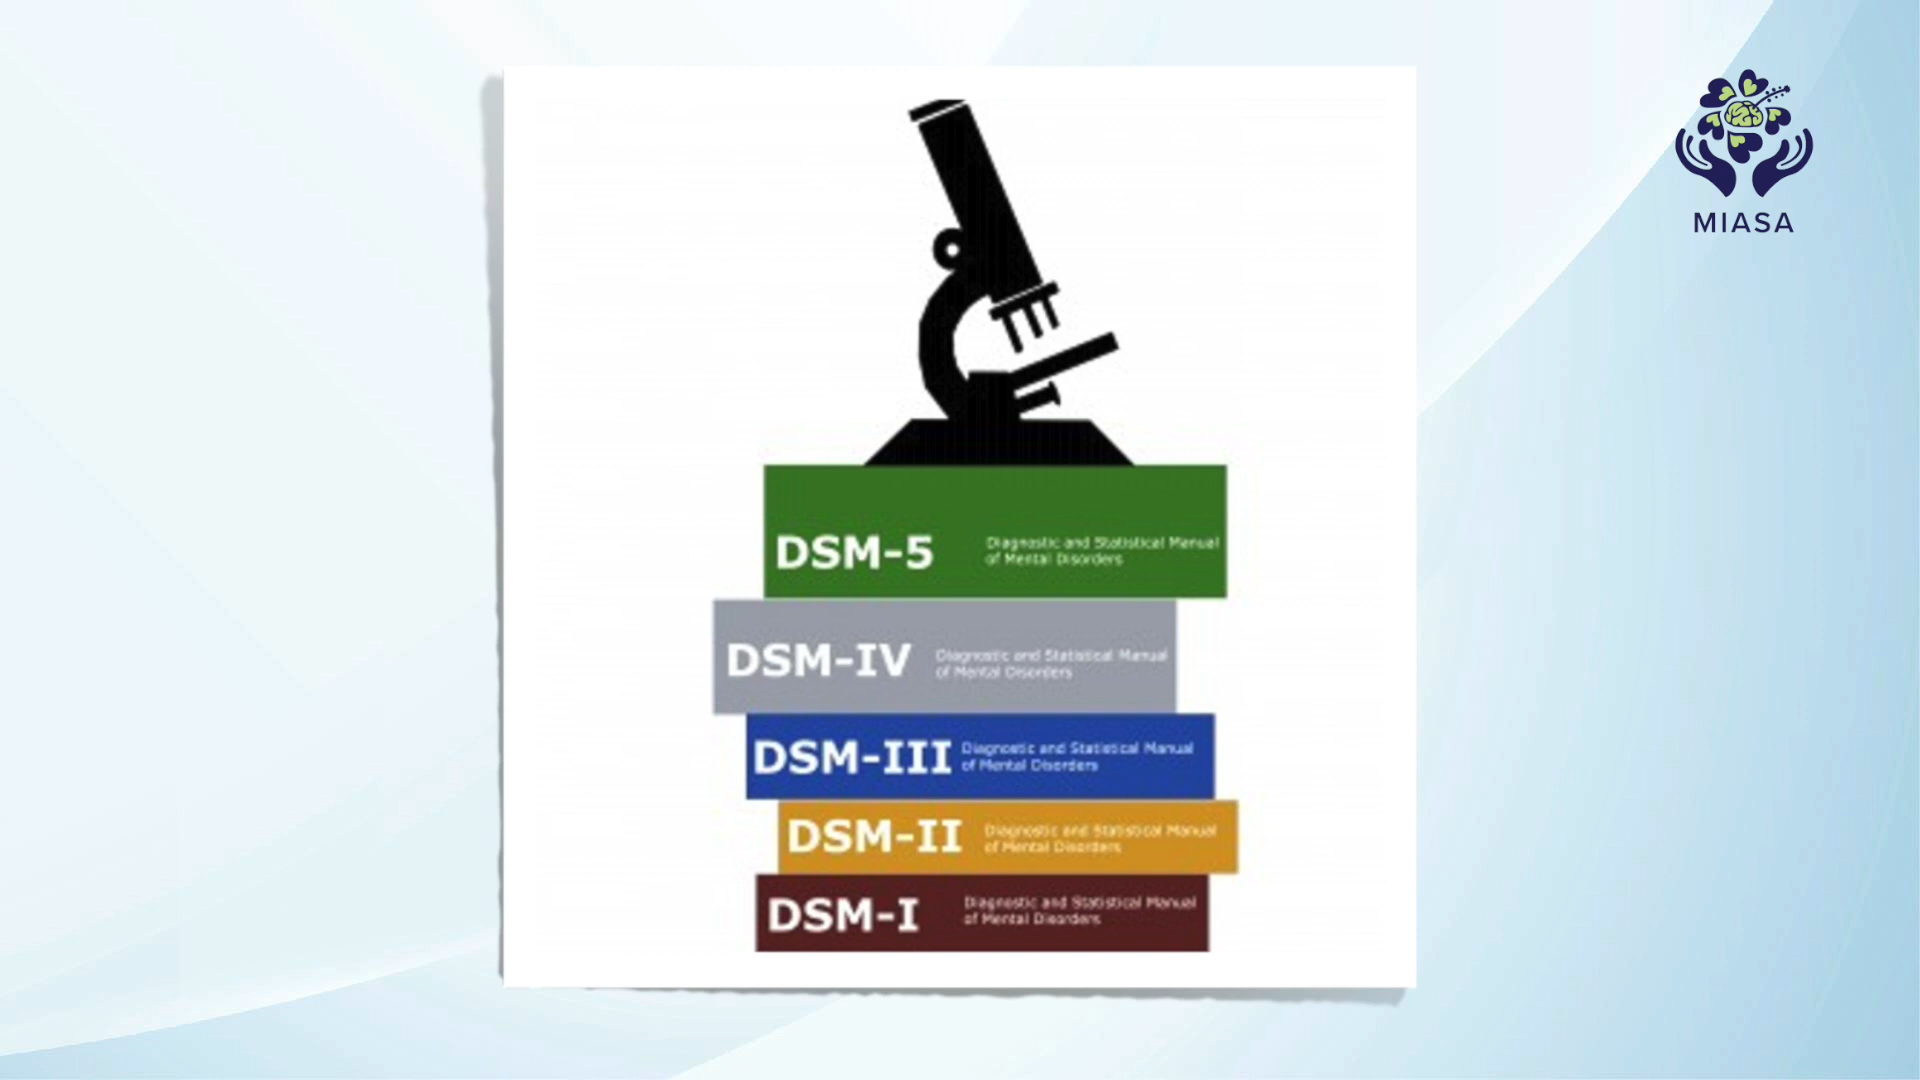 MIASA
DSM-5
Diagnostic and Statistical Manual
of Mental Disorders
DSM-IV
Diagnostic and Statistical Manual
of Mental Disorders
DSM-III
Diagnostic and Statistical Manual
of Mental Disorders
DSM-II
Diagnostic and Statistical Manual
of Mental Disorders
DSM-I
Diagnostic and Statistical Manual
of Mental Disorders